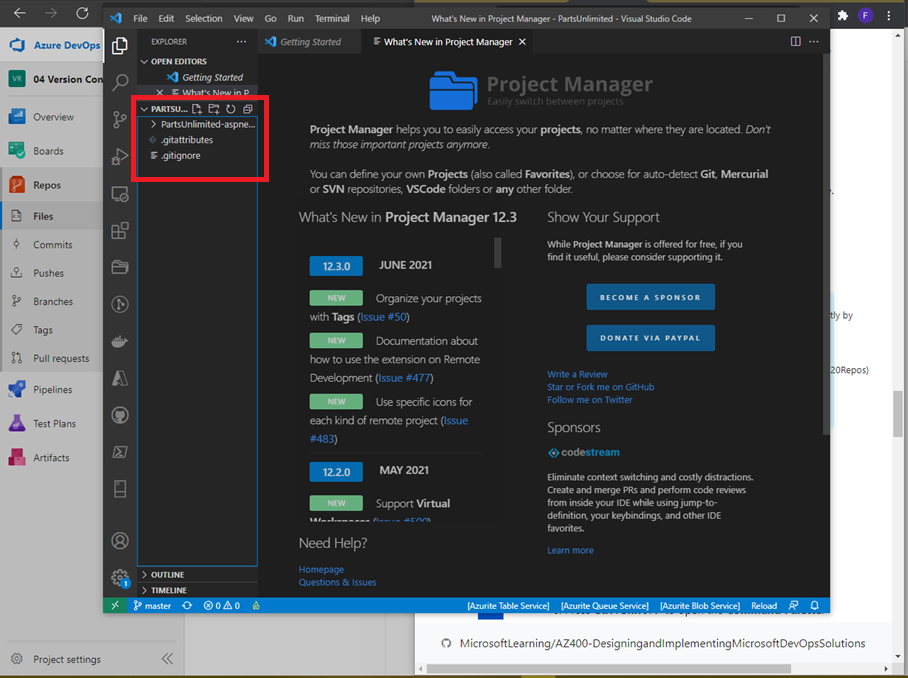 Azure DevOps
VR 04 Version Con
Overview
Boards
Repos
Files
Commits
Pushes
Branches
Tags
Pull requests
Pipelines
Test Plans
Artifacts
Project settings
File Edit Selection View Go Run Terminal Help
What's New in Project Manager - PartsUnlimited - Visual Studio Code
F
EXPLORER
OPEN EDITORS
Getting Started
What's New in P
PARTSU...
PartsUnlimited-aspne...
.gitattributes
.gitignore
OUTLINE
TIMELINE
1
Getting Started
What's New in Project Manager
Project Manager
Easily switch between projects
Project Manager helps you to easily access your projects, no matter where they are located. Don't
miss those important projects anymore.
You can define your own Projects (also called Favorites), or choose for auto-detect Git, Mercurial
or SVN repositories, VSCode folders or any other folder.
What's New in Project Manager 12.3
12.3.0 JUNE 2021
NEW Organize your projects
with Tags (Issue #50)
NEW Documentation about
how to use the extension on Remote
Development (Issue #477)
NEW Use specific icons for
each kind of remote project (Issue
#483)
12.2.0 MAY 2021
NEW Support Virtual
Workspaces (Issue #500)
Need Help?
Homepage
Questions & Issues
Show Your Support
While Project Manager is offered for free, if you
find it useful, please consider supporting it.
BECOME A SPONSOR
DONATE VIA PAYPAL
Write a Review
Star or Fork me on GitHub
Follow me on Twitter
Sponsors
codestream
Eliminate context switching and costly distractions.
Create and merge PRs and perform code reviews
from inside your IDE while using jump-to-
definition, your keybindings, and other IDE
favorites.
Learn more
master 0 0 [Azurite Table Service] [Azurite Queue Service] [Azurite Blob Service] Reload
tly by
20Repos)
MicrosoftLearning/AZ400-DesigningandImplementingMicrosoftDevOpsSolutions